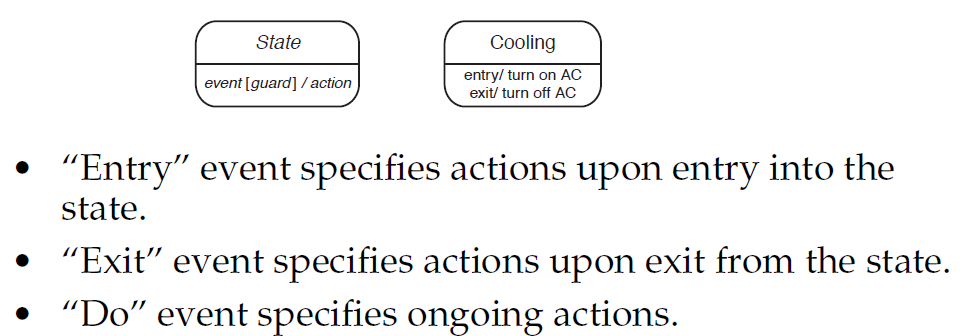 State
Cooling
event [guard] / action
entry/ turn on AC
exit/ turn off AC
• “Entry” event specifies actions upon entry into the
state.
• “Exit” event specifies actions upon exit from the state.
• “Do” event specifies ongoing actions.